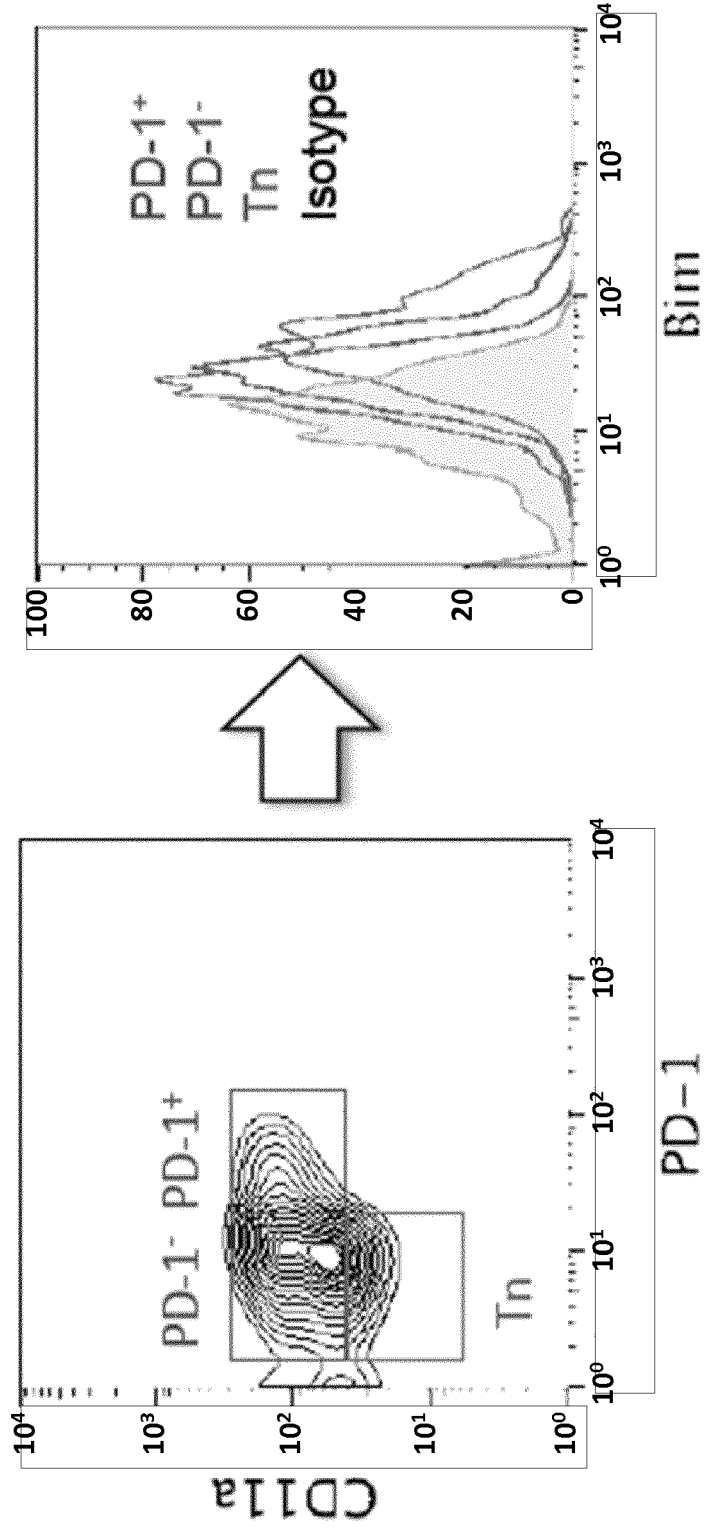 CD11a
10⁴
10³
10²
10¹
10⁰
PD-1⁻ PD-1⁺
Tn
10⁰ 10¹ 10² 10³ 10⁴
PD-1
100
80
60
40
20
0
PD-1⁺
PD-1⁻
Tn
Isotype
10⁰ 10¹ 10² 10³ 10⁴
Bim